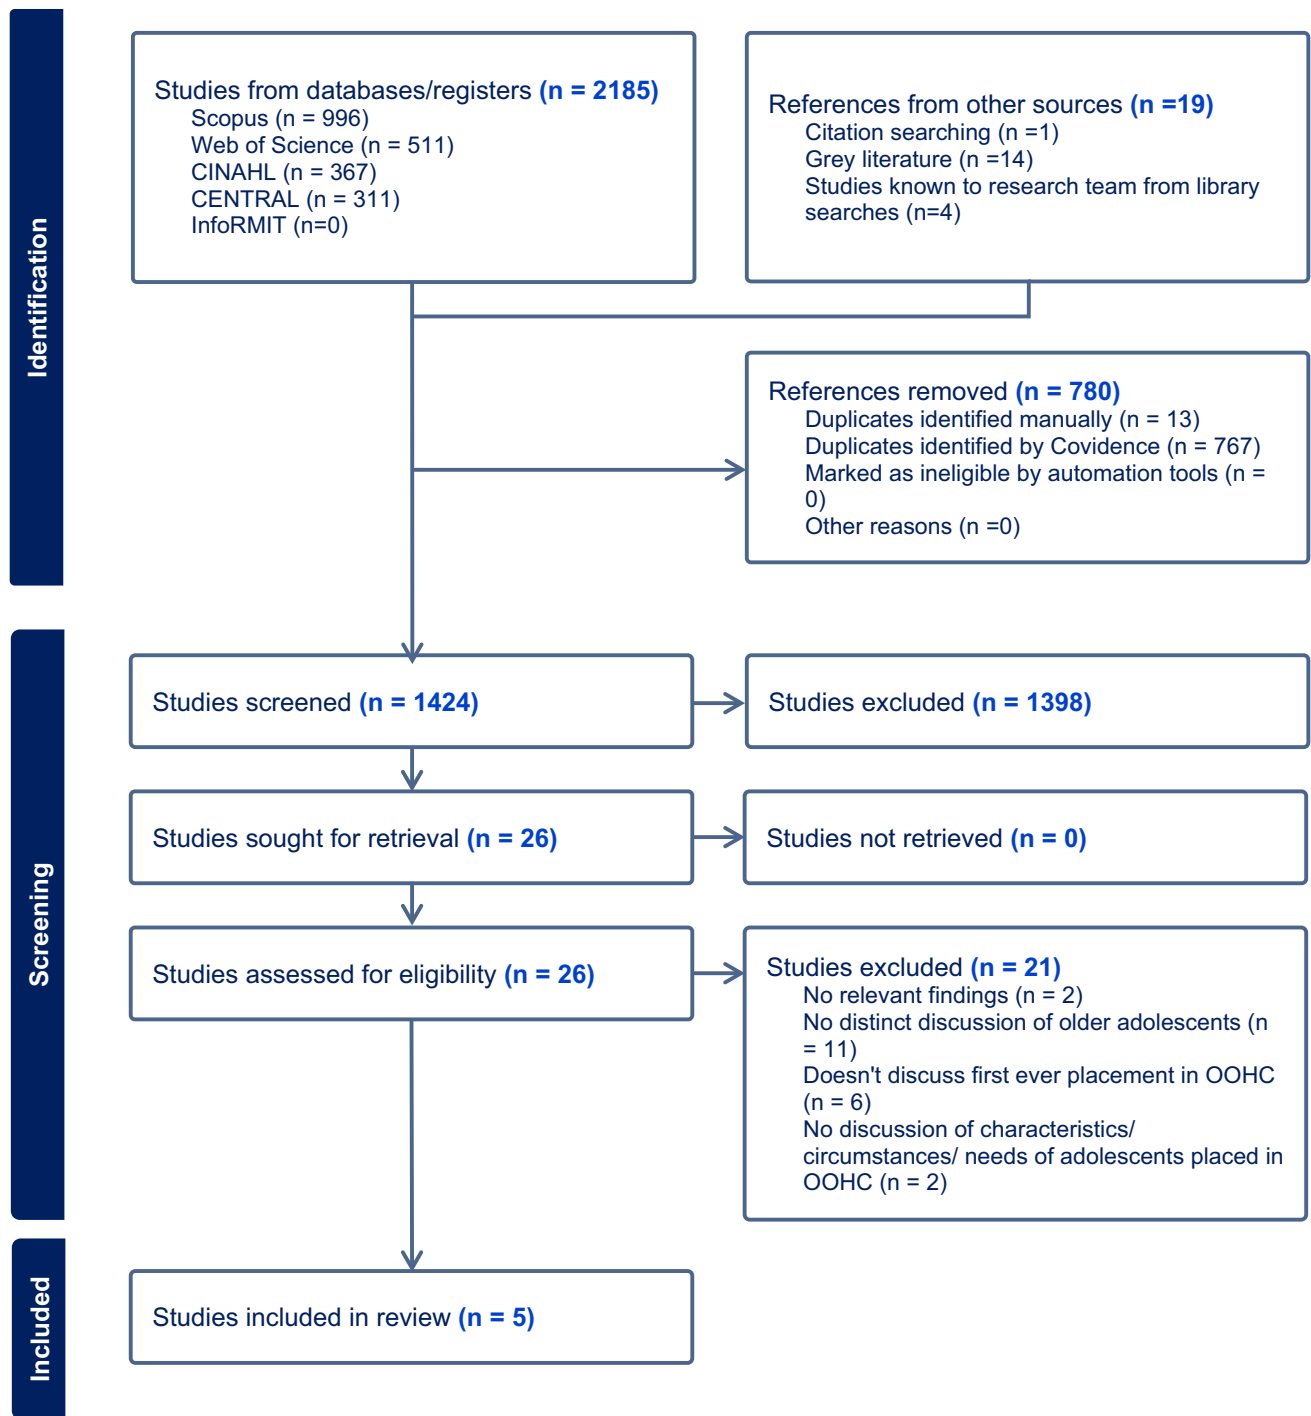 Identification
Studies from databases/registers (n = 2185)
Scopus (n = 996)
Web of Science (n = 511)
CINAHL (n = 367)
CENTRAL (n = 311)
InfoRMIT (n=0)
References from other sources (n =19)
Citation searching (n =1)
Grey literature (n =14)
Studies known to research team from library
searches (n=4)
References removed (n = 780)
Duplicates identified manually (n = 13)
Duplicates identified by Covidence (n = 767)
Marked as ineligible by automation tools (n =
0)
Other reasons (n =0)
Screening
Studies screened (n = 1424)
Studies excluded (n = 1398)
Studies sought for retrieval (n = 26)
Studies not retrieved (n = 0)
Studies assessed for eligibility (n = 26)
Studies excluded (n = 21)
No relevant findings (n = 2)
No distinct discussion of older adolescents (n
= 11)
Doesn't discuss first ever placement in OOHC
(n = 6)
No discussion of characteristics/
circumstances/ needs of adolescents placed in
OOHC (n = 2)
Included
Studies included in review (n = 5)